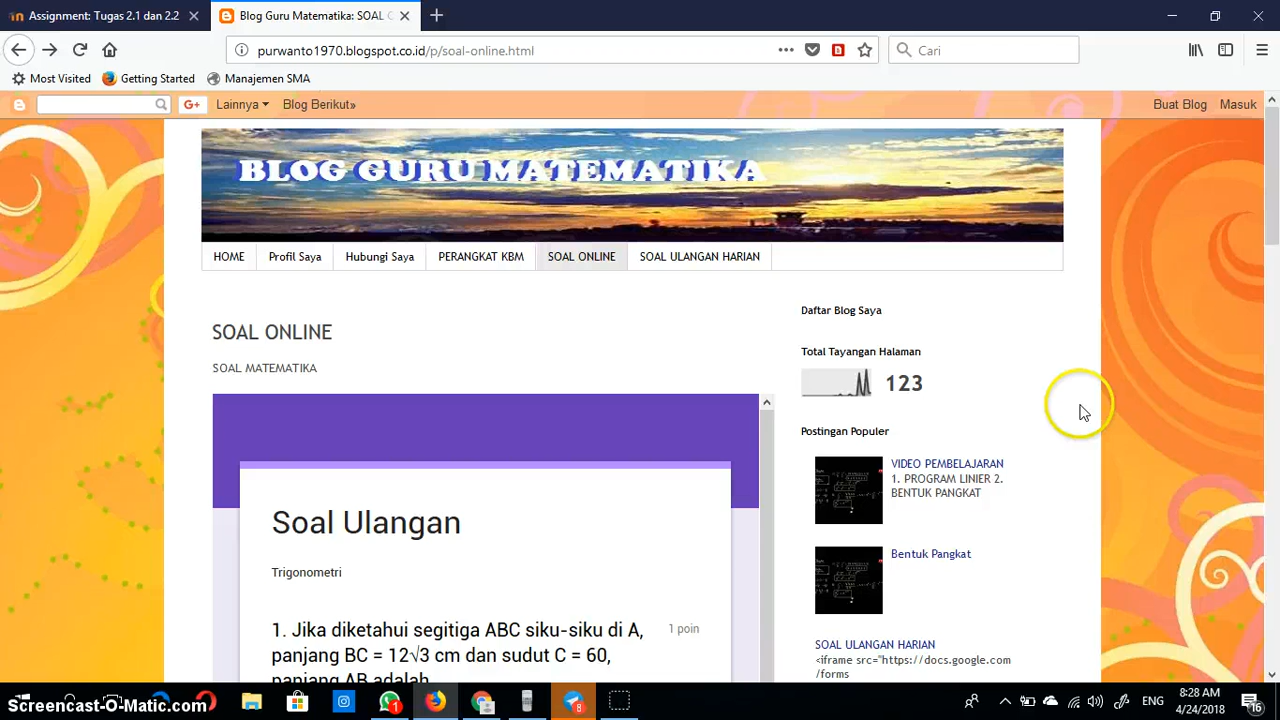 Assignment: Tugas 2.1 dan 2.2
Blog Guru Matematika: SOAL O
purwanto1970.blogspot.co.id/p/soal-online.html
Cari
Most Visited
Getting Started
Manajemen SMA
G+
Lainnya
Blog Berikut»
Buat Blog
Masuk
BLOG GURU MATEMATIKA
HOME
Profil Saya
Hubungi Saya
PERANGKAT KBM
SOAL ONLINE
SOAL ULANGAN HARIAN
SOAL ONLINE
SOAL MATEMATIKA
Soal Ulangan
Trigonometri
1. Jika diketahui segitiga ABC siku-siku di A,
1 poin
panjang BC = 12√3 cm dan sudut C = 60,
panjang AB adalah
Daftar Blog Saya
Total Tayangan Halaman
123
Postingan Populer
VIDEO PEMBELAJARAN
1. PROGRAM LINIER 2.
BENTUK PANGKAT
Bentuk Pangkat
SOAL ULANGAN HARIAN
<iframe src="https://docs.google.com
/forms
Screencast-O-Matic.com
ENG
8:28 AM
4/24/2018
16